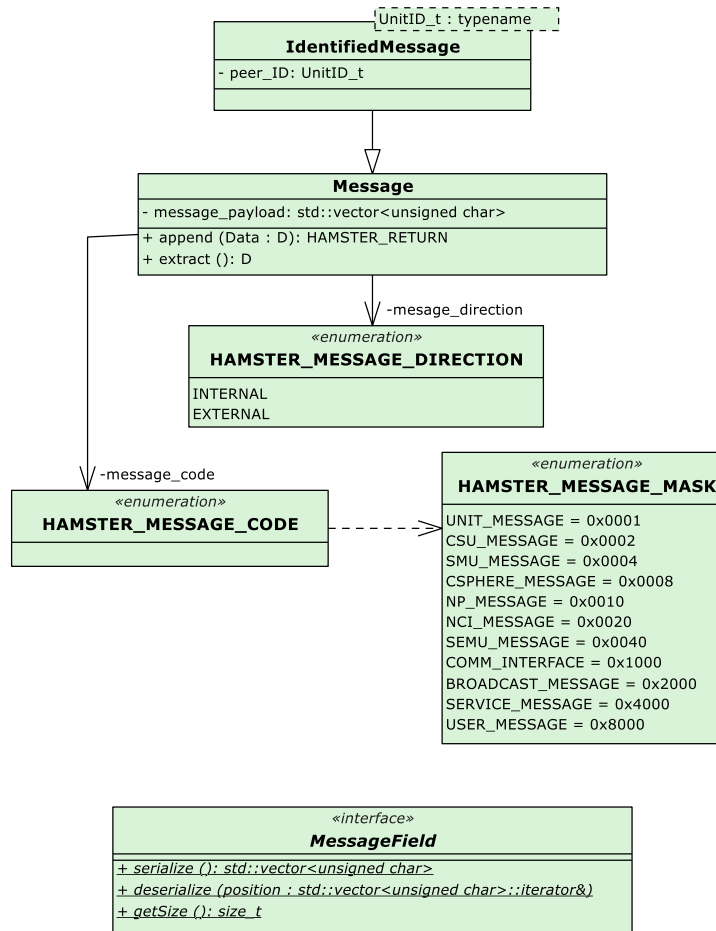 UnitID_t : typename
IdentifiedMessage
- peer_ID: UnitID_t
Message
- message_payload: std::vector<unsigned char>
+ append (Data : D): HAMSTER_RETURN
+ extract (): D
-mesage_direction
«enumeration»
HAMSTER_MESSAGE_DIRECTION
INTERNAL
EXTERNAL
-message_code
«enumeration»
HAMSTER_MESSAGE_CODE
«enumeration»
HAMSTER_MESSAGE_MASK
UNIT_MESSAGE = 0x0001
CSU_MESSAGE = 0x0002
SMU_MESSAGE = 0x0004
CSPHERE_MESSAGE = 0x0008
NP_MESSAGE = 0x0010
NCI_MESSAGE = 0x0020
SEMU_MESSAGE = 0x0040
COMM_INTERFACE = 0x1000
BROADCAST_MESSAGE = 0x2000
SERVICE_MESSAGE = 0x4000
USER_MESSAGE = 0x8000
«interface»
MessageField
+ serialize (): std::vector<unsigned char>
+ deserialize (position : std::vector<unsigned char>::iterator&)
+ getSize (): size_t